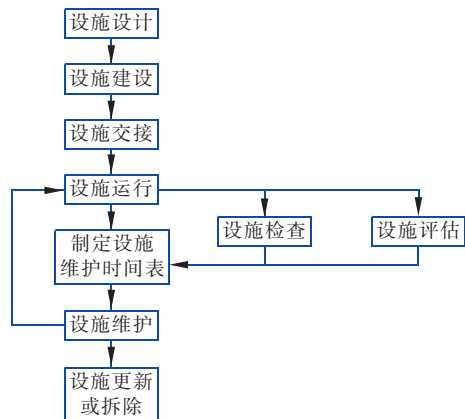 设施设计
设施建设
设施交接
设施运行
设施检查
设施评估
制定设施
维护时间表
设施维护
设施更新
或拆除